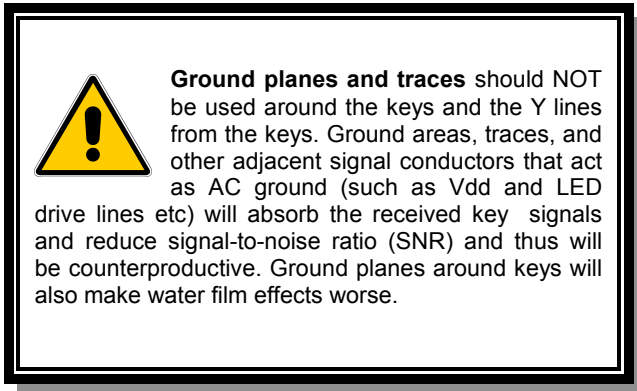 Ground planes and traces should NOT
be used around the keys and the Y lines
from the keys. Ground areas, traces, and
other adjacent signal conductors that act
as AC ground (such as Vdd and LED
drive lines etc) will absorb the received key signals
and reduce signal-to-noise ratio (SNR) and thus will
be counterproductive. Ground planes around keys will
also make water film effects worse.